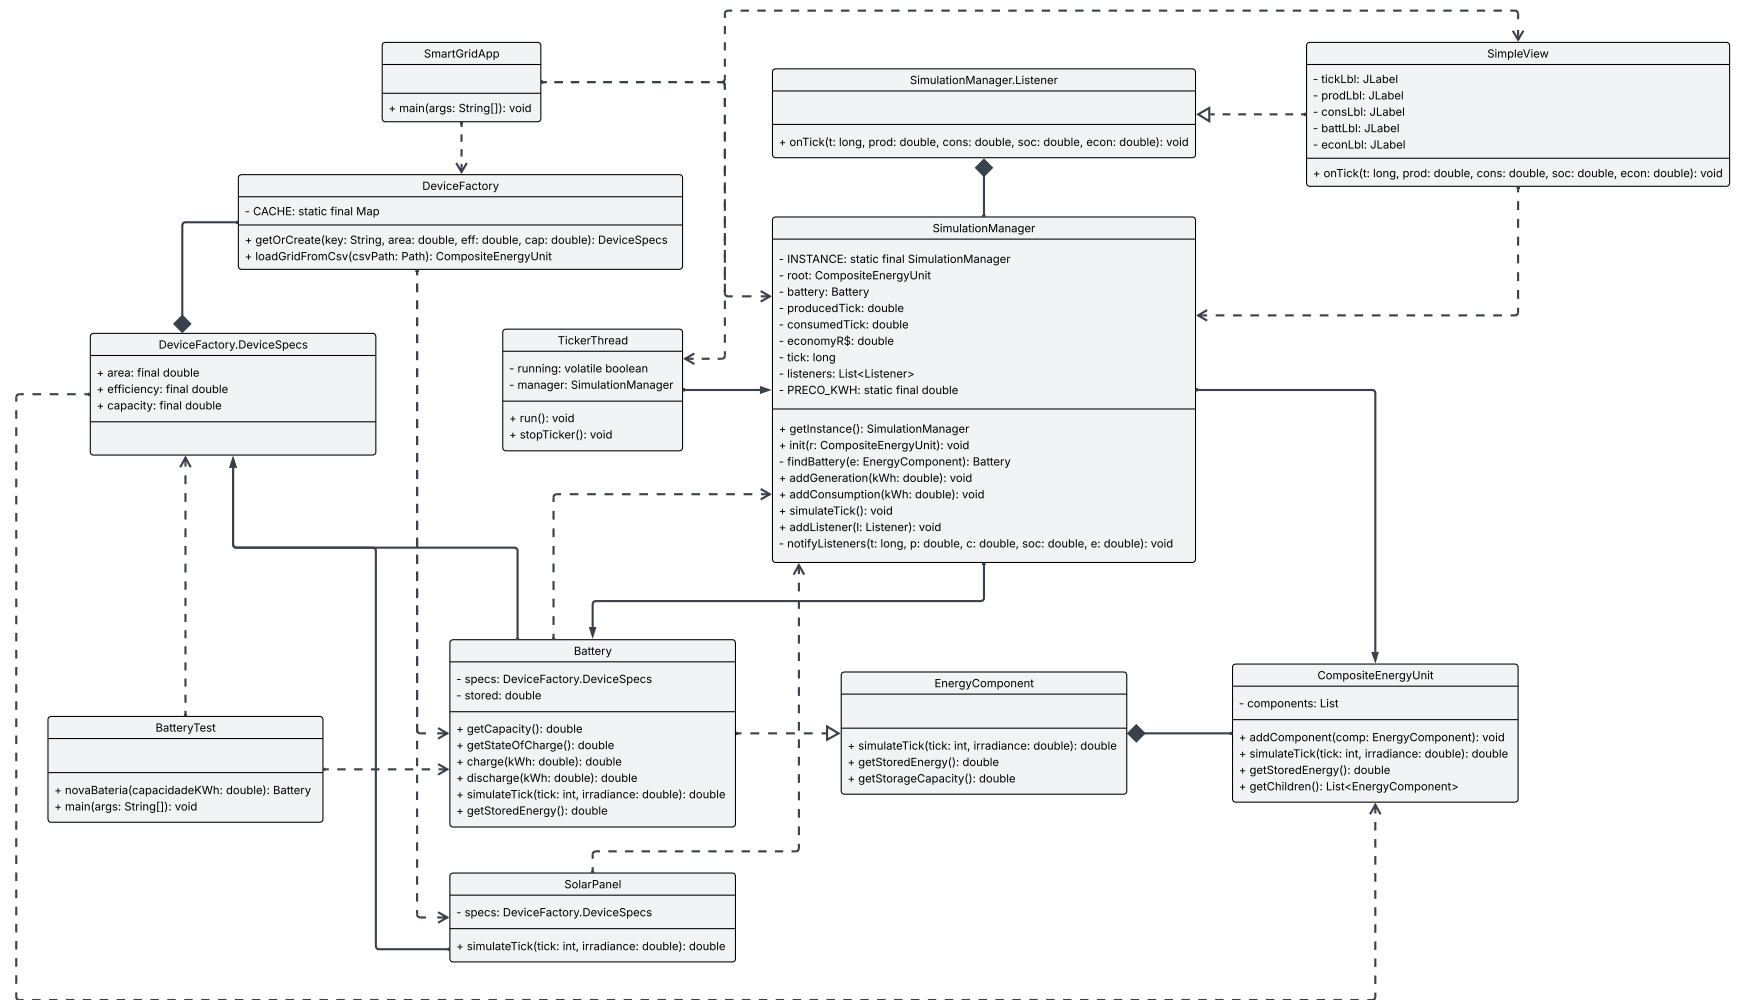 SmartGridApp
+ main(args: String[]): void
SimulationManager.Listener
+ onTick(t: long, prod: double, cons: double, soc: double, econ: double): void
SimpleView
- tickLbl: JLabel
- prodLbl: JLabel
- consLbl: JLabel
- battLbl: JLabel
- econLbl: JLabel
+ onTick(t: long, prod: double, cons: double, soc: double, econ: double): void
DeviceFactory
- CACHE: static final Map
+ getOrCreate(key: String, area: double, eff: double, cap: double): DeviceSpecs
+ loadGridFromCsv(csvPath: Path): CompositeEnergyUnit
SimulationManager
- INSTANCE: static final SimulationManager
- root: CompositeEnergyUnit
- battery: Battery
- producedTick: double
- consumedTick: double
- economyR$: double
- tick: long
- listeners: List<Listener>
- PRECO_KWH: static final double
+ getInstance(): SimulationManager
+ init(r: CompositeEnergyUnit): void
- findBattery(e: EnergyComponent): Battery
+ addGeneration(kWh: double): void
+ addConsumption(kWh: double): void
+ simulateTick(): void
+ addListener(l: Listener): void
- notifyListeners(t: long, p: double, c: double, soc: double, e: double): void
DeviceFactory.DeviceSpecs
+ area: final double
+ efficiency: final double
+ capacity: final double
TickerThread
- running: volatile boolean
- manager: SimulationManager
+ run(): void
+ stopTicker(): void
Battery
- specs: DeviceFactory.DeviceSpecs
- stored: double
+ getCapacity(): double
+ getStateOfCharge(): double
+ charge(kWh: double): double
+ discharge(kWh: double): double
+ simulateTick(tick: int, irradiance: double): double
+ getStoredEnergy(): double
EnergyComponent
+ simulateTick(tick: int, irradiance: double): double
+ getStoredEnergy(): double
+ getStorageCapacity(): double
CompositeEnergyUnit
- components: List
+ addComponent(comp: EnergyComponent): void
+ simulateTick(tick: int, irradiance: double): double
+ getStoredEnergy(): double
+ getChildren(): List<EnergyComponent>
BatteryTest
+ novaBateria(capacidadeKWh: double): Battery
+ main(args: String[]): void
SolarPanel
- specs: DeviceFactory.DeviceSpecs
+ simulateTick(tick: int, irradiance: double): double